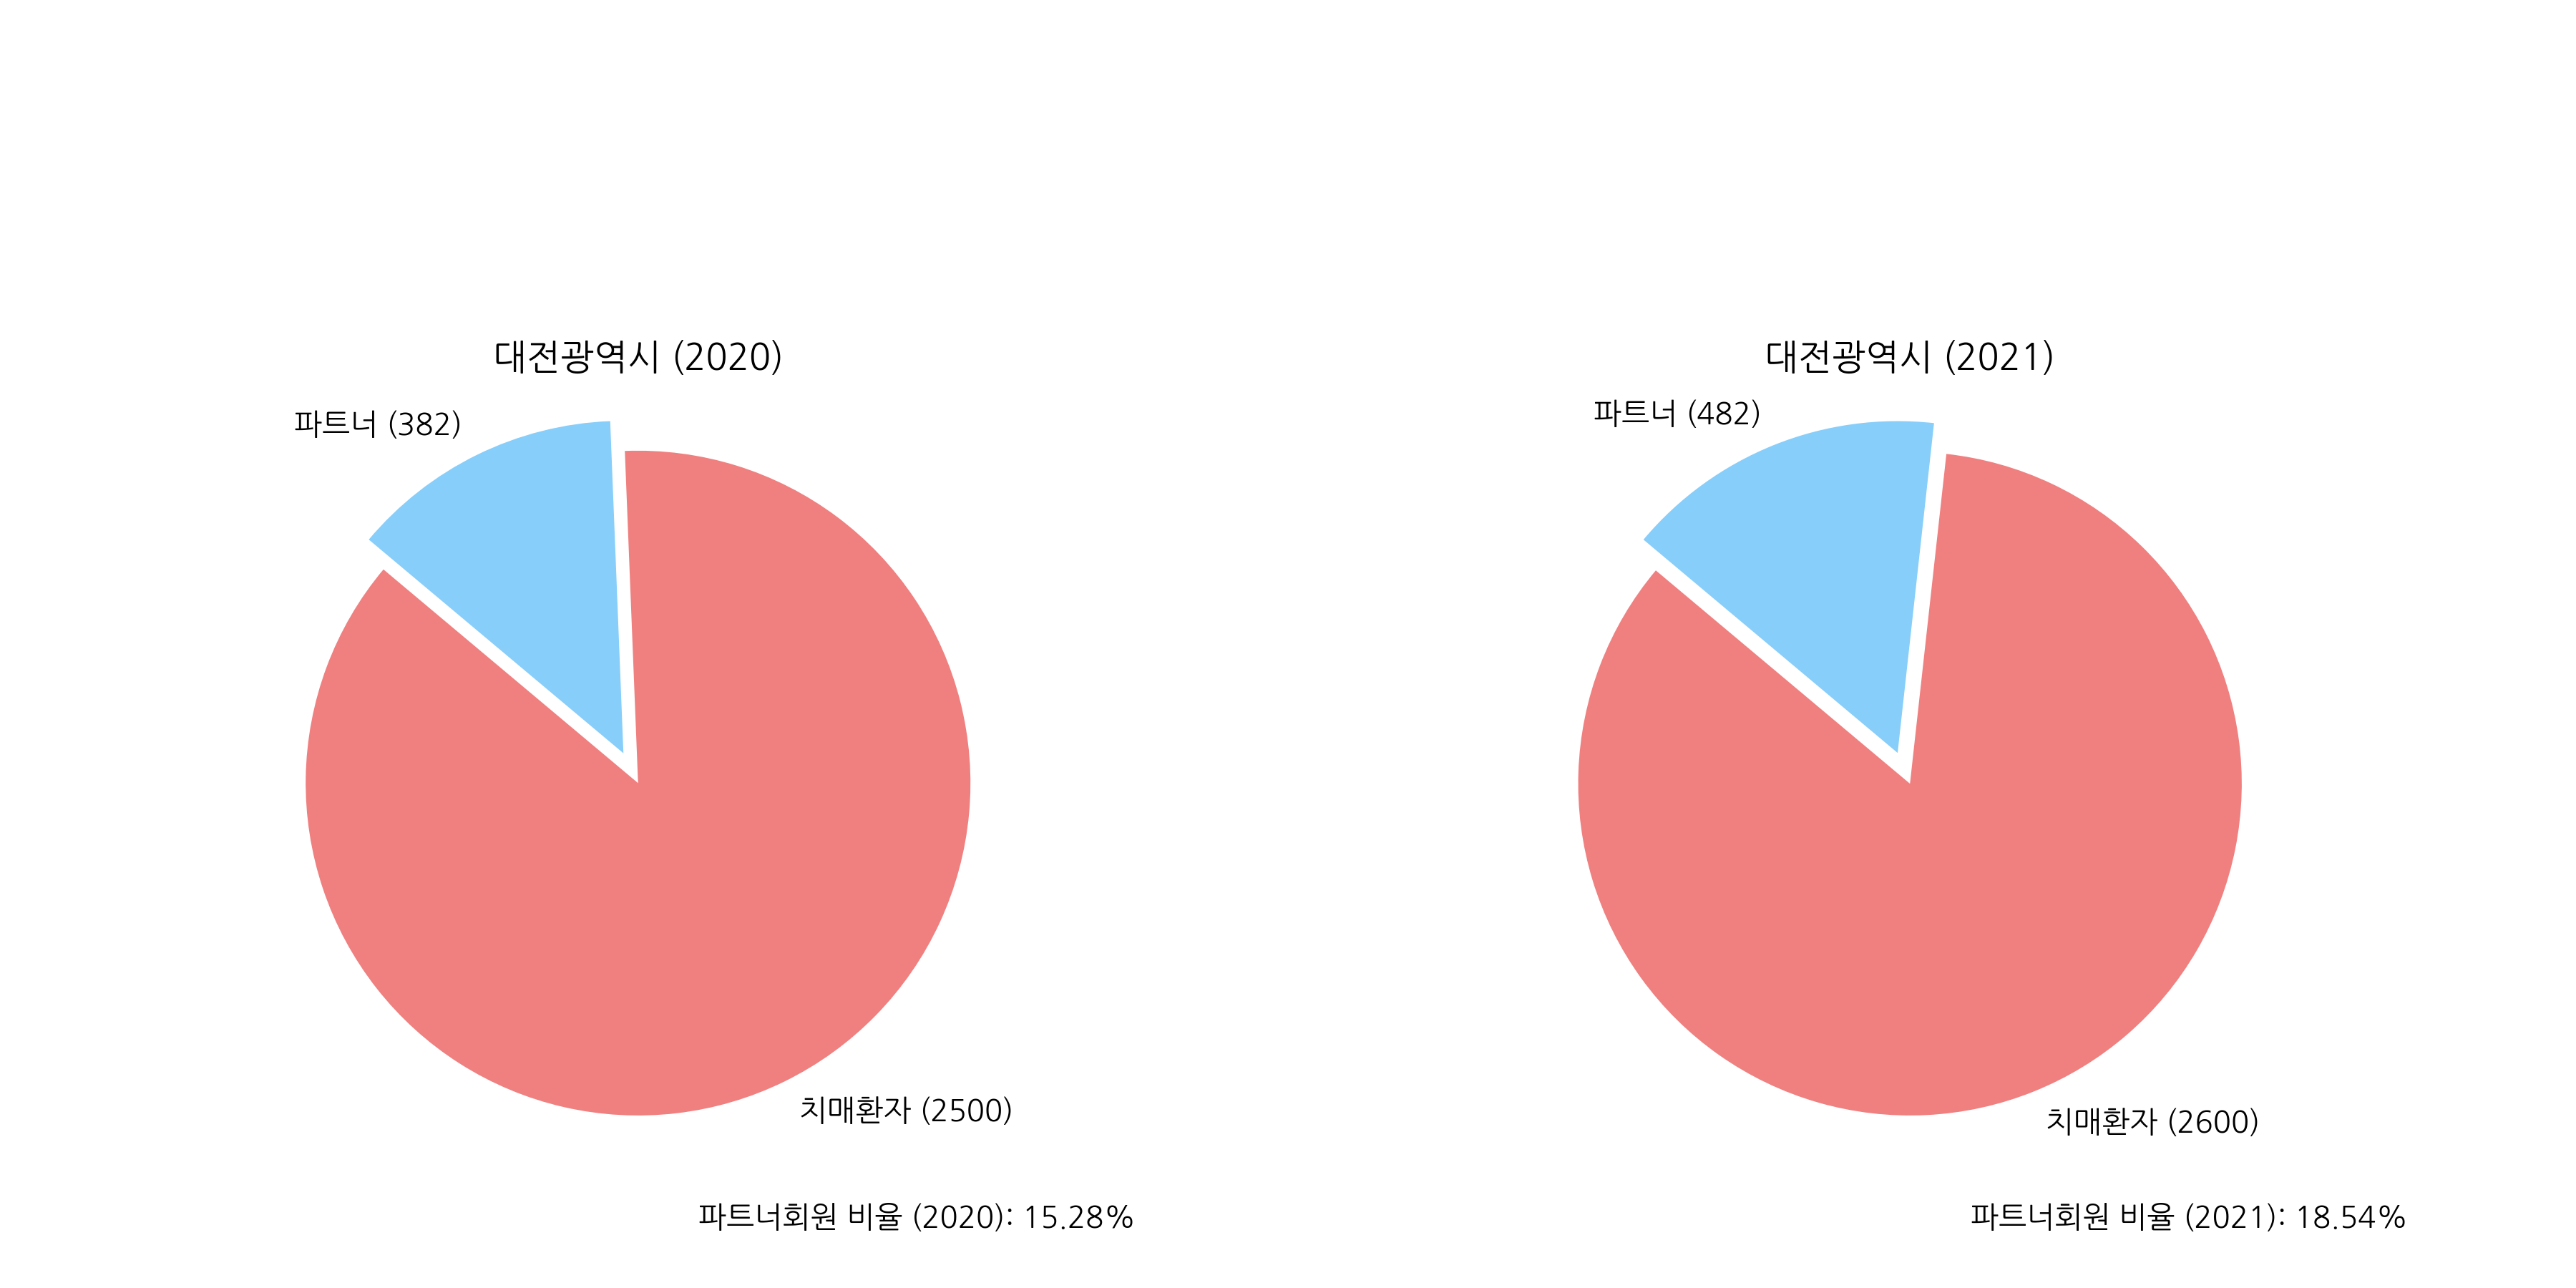 대전광역시 (2020)
파트너 (382)
치매환자 (2500)
파트너회원 비율 (2020): 15.28%
대전광역시 (2021)
파트너 (482)
치매환자 (2600)
파트너회원 비율 (2021): 18.54%